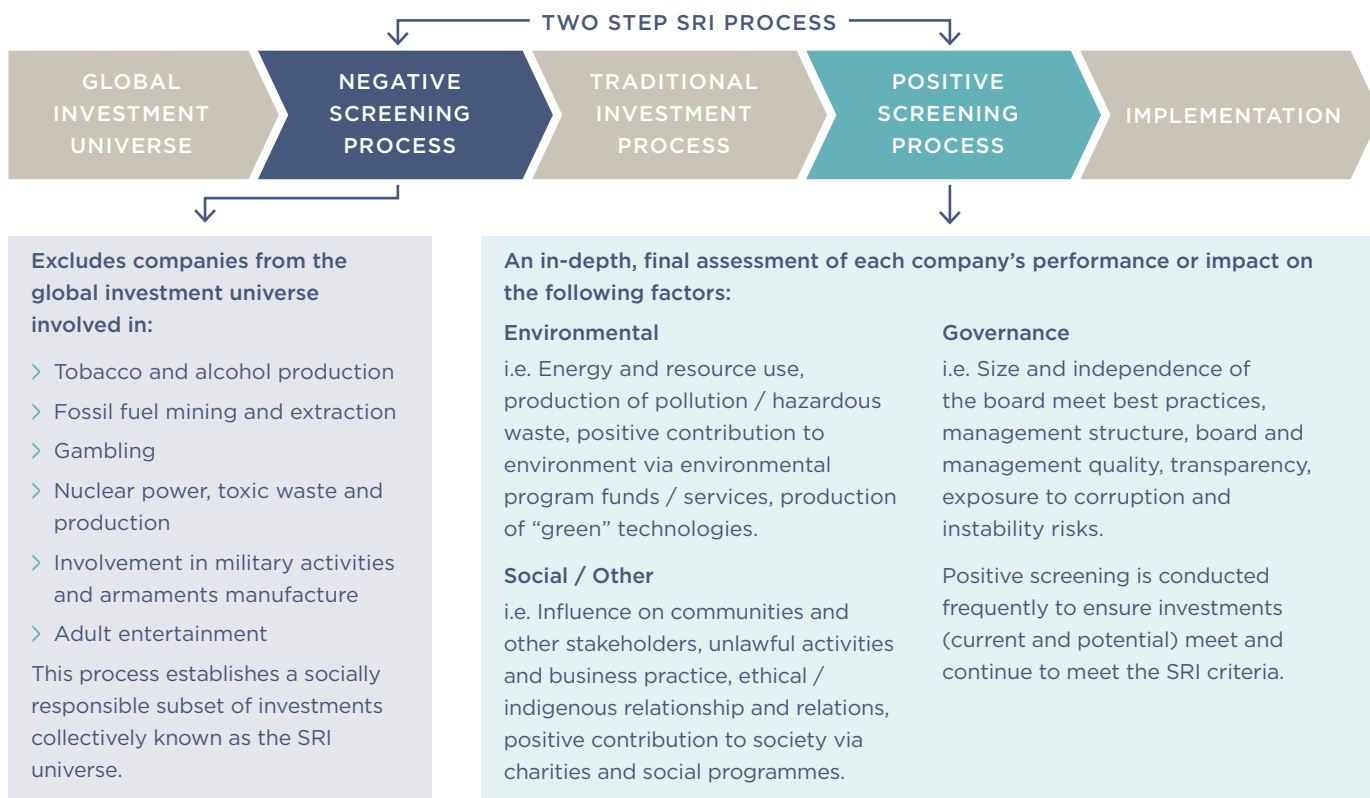 TWO STEP SRI PROCESS
GLOBAL
INVESTMENT
UNIVERSE
NEGATIVE
SCREENING
PROCESS
TRADITIONAL
INVESTMENT
PROCESS
POSITIVE
SCREENING
PROCESS
IMPLEMENTATION
Excludes companies from the
global investment universe
involved in:
Tobacco and alcohol production
Fossil fuel mining and extraction
Gambling
Nuclear power, toxic waste and
production
Involvement in military activities
and armaments manufacture
Adult entertainment
This process establishes a socially
responsible subset of investments
collectively known as the SRI
universe.
An in-depth, final assessment of each company’s performance or impact on
the following factors:
Environmental
i.e. Energy and resource use,
production of pollution / hazardous
waste, positive contribution to
environment via environmental
program funds / services, production
of “green” technologies.
Social / Other
i.e. Influence on communities and
other stakeholders, unlawful activities
and business practice, ethical /
indigenous relationship and relations,
positive contribution to society via
charities and social programmes.
Governance
i.e. Size and independence of
the board meet best practices,
management structure, board and
management quality, transparency,
exposure to corruption and
instability risks.
Positive screening is conducted
frequently to ensure investments
(current and potential) meet and
continue to meet the SRI criteria.